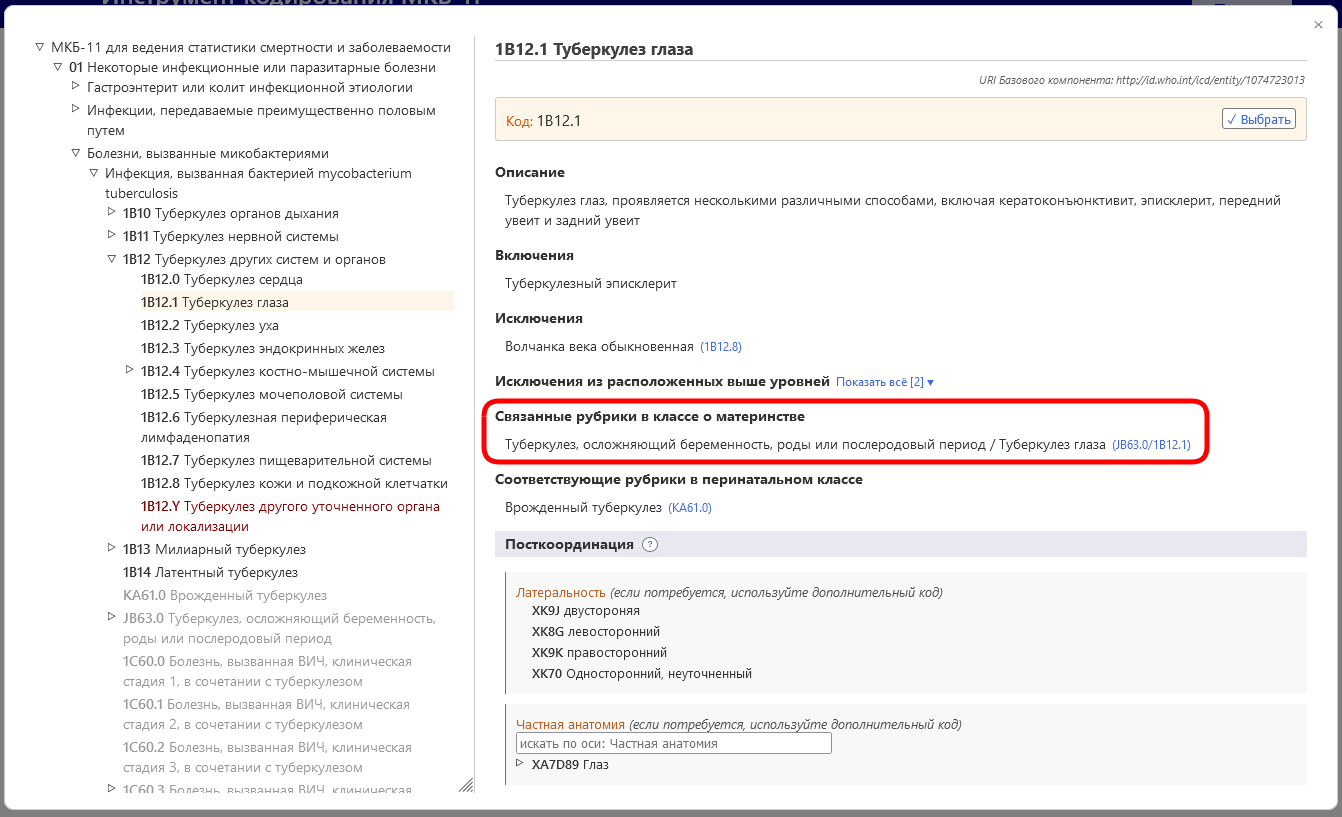 Инструмент кодирования МКБ-11
МКБ-11 для ведения статистики смертности и заболеваемости
01 Некоторые инфекционные или паразитарные болезни
Гастроэнтерит или колит инфекционной этиологии
Инфекции, передаваемые преимущественно половым
путем
Болезни, вызванные микобактериями
Инфекция, вызванная бактерией mycobacterium
tuberculosis
1B10 Туберкулез органов дыхания
1B11 Туберкулез нервной системы
1B12 Туберкулез других систем и органов
1B12.0 Туберкулез сердца
1B12.1 Туберкулез глаза
1B12.2 Туберкулез уха
1B12.3 Туберкулез эндокринных желез
1B12.4 Туберкулез костно-мышечной системы
1B12.5 Туберкулез мочеполовой системы
1B12.6 Туберкулезная периферическая
лимфаденопатия
1B12.7 Туберкулез пищеварительной системы
1B12.8 Туберкулез кожи и подкожной клетчатки
1B12.Y Туберкулез другого уточненного органа
или локализации
1B13 Милиарный туберкулез
1B14 Латентный туберкулез
KA61.0 Врожденный туберкулез
JB63.0 Туберкулез, осложняющий беременность,
роды или послеродовый период
1C60.0 Болезнь, вызванная ВИЧ, клиническая
стадия 1, в сочетании с туберкулезом
1C60.1 Болезнь, вызванная ВИЧ, клиническая
стадия 2, в сочетании с туберкулезом
1C60.2 Болезнь, вызванная ВИЧ, клиническая
стадия 3, в сочетании с туберкулезом
1C60.3 Болезнь, вызванная ВИЧ, клиническая
×
1B12.1 Туберкулез глаза
URI Базового компонента: http://id.who.int/icd/entity/1074723013
Код: 1B12.1
✓ Выбрать
Описание
Туберкулез глаз, проявляется несколькими различными способами, включая кератоконъюнктивит, эписклерит, передний
увеит и задний увеит
Включения
Туберкулезный эписклерит
Исключения
Волчанка века обыкновенная (1B12.8)
Исключения из расположенных выше уровней Показать всё [2] ▾
Связанные рубрики в классе о материнстве
Туберкулез, осложняющий беременность, роды или послеродовый период / Туберкулез глаза (JB63.0/1B12.1)
Соответствующие рубрики в перинатальном классе
Врожденный туберкулез (KA61.0)
Посткоординация ?
Латеральность (если потребуется, используйте дополнительный код)
XK9J двустороняя
XK8G левосторонний
XK9K правосторонний
XK70 Односторонний, неуточненный
Частная анатомия (если потребуется, используйте дополнительный код)
искать по оси: Частная анатомия
XA7D89 Глаз